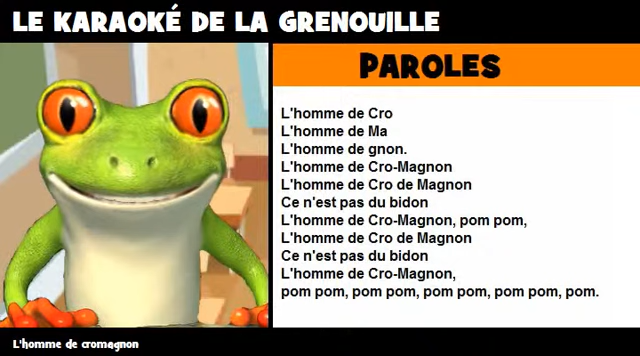 LE KARAOKÉ DE LA GRENOUILLE
PAROLES
L'homme de Cro
L'homme de Ma
L'homme de gnon.
L'homme de Cro-Magnon
L'homme de Cro de Magnon
Ce n'est pas du bidon
L'homme de Cro-Magnon, pom pom,
L'homme de Cro de Magnon
Ce n'est pas du bidon
L'homme de Cro-Magnon,
pom pom, pom pom, pom pom, pom pom, pom.
L'homme de cromagnon